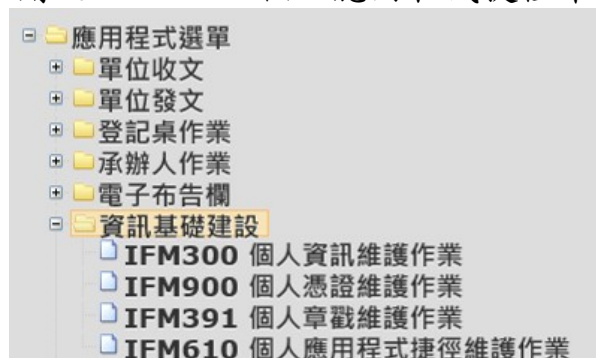 應用程式選單
單位收文
單位發文
登記桌作業
承辦人作業
電子布告欄
資訊基礎建設
IFM300 個人資訊維護作業
IFM900 個人憑證維護作業
IFM391 個人章戳維護作業
IFM610 個人應用程式捷徑維護作業